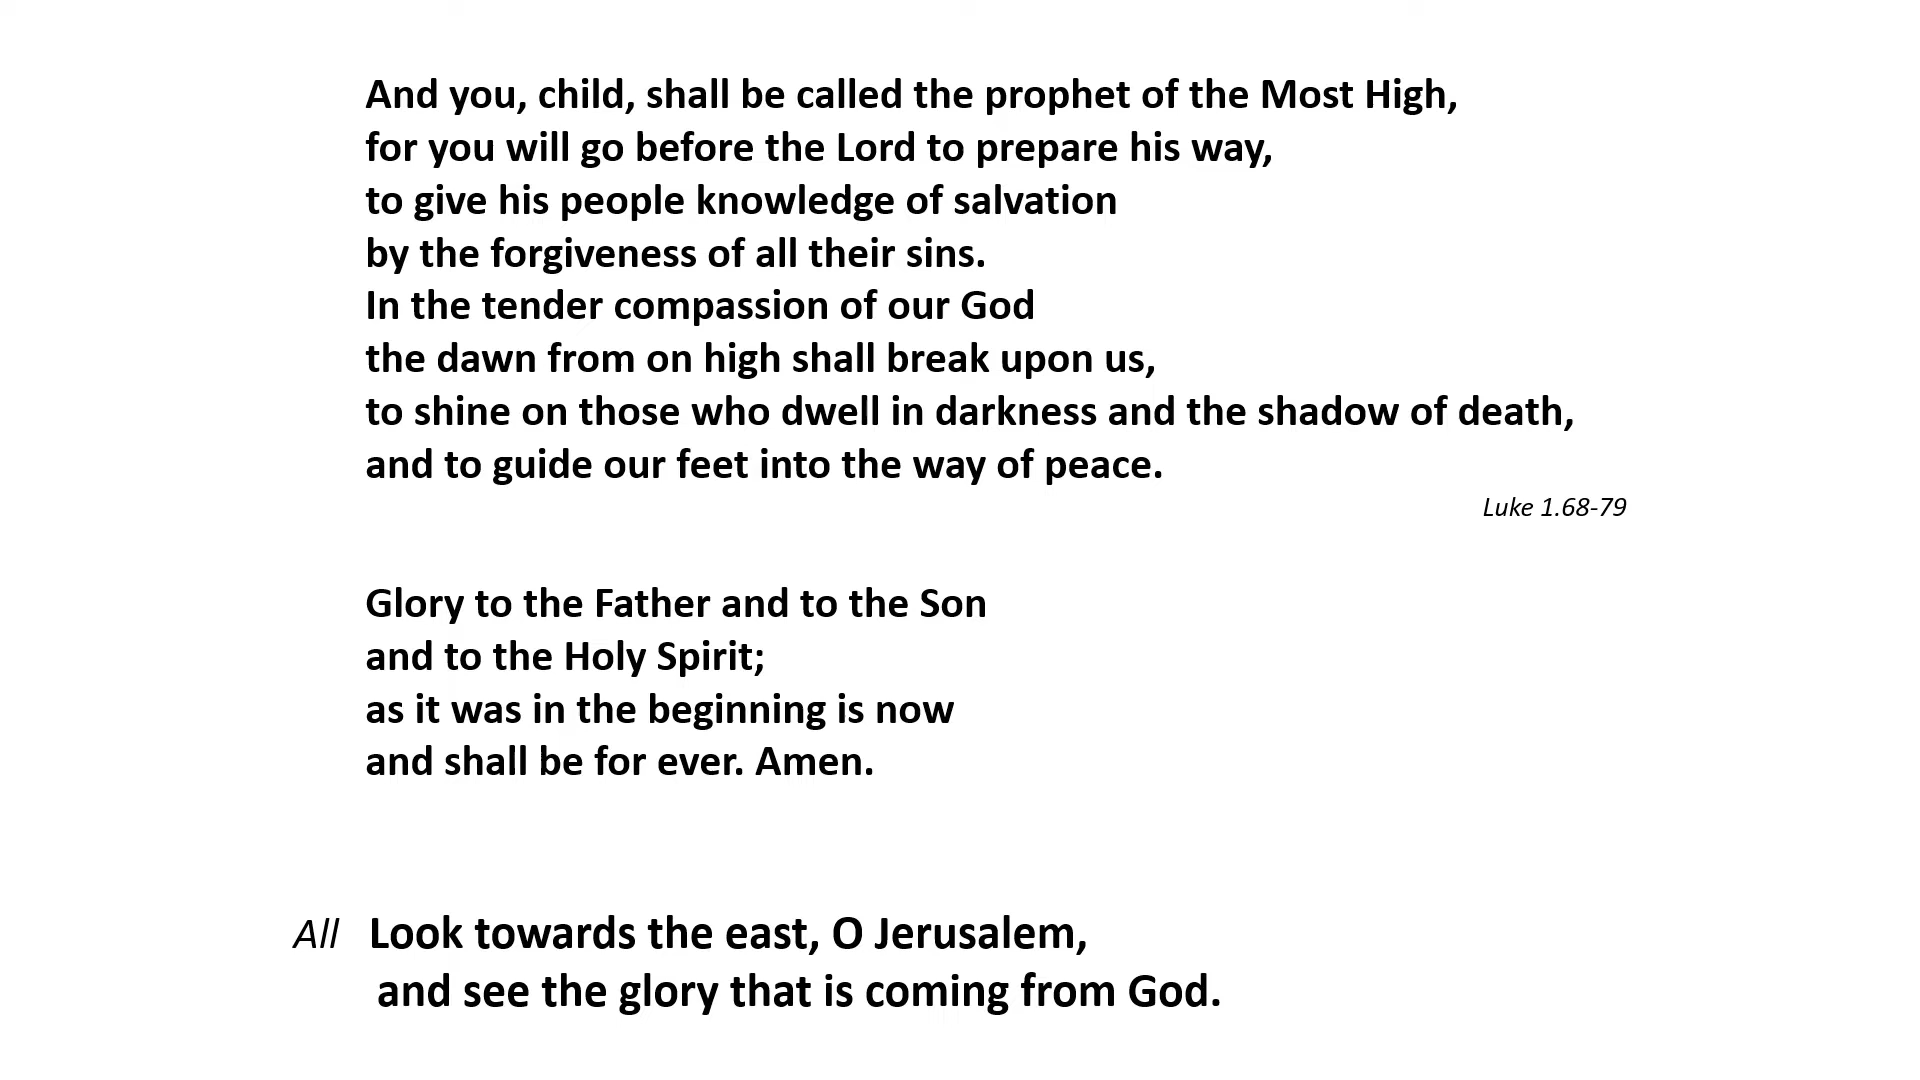 And you, child, shall be called the prophet of the Most High,
for you will go before the Lord to prepare his way,
to give his people knowledge of salvation
by the forgiveness of all their sins.
In the tender compassion of our God
the dawn from on high shall break upon us,
to shine on those who dwell in darkness and the shadow of death,
and to guide our feet into the way of peace.
Luke 1.68-79
Glory to the Father and to the Son
and to the Holy Spirit;
as it was in the beginning is now
and shall be for ever. Amen.
All Look towards the east, O Jerusalem,
and see the glory that is coming from God.